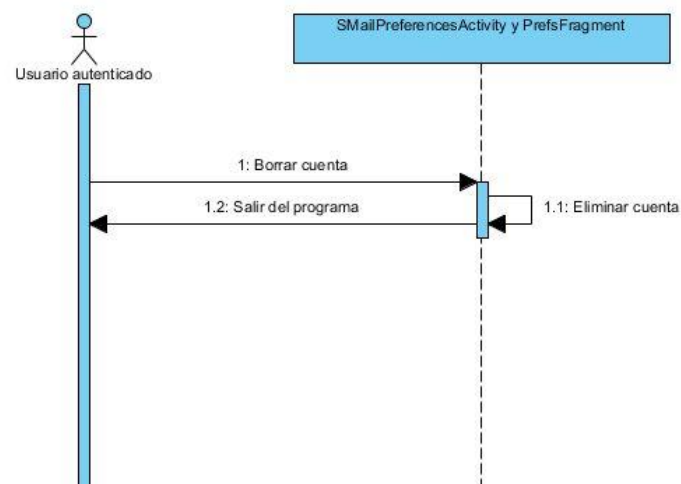 SMailPreferencesActivity y PrefsFragment
Usuario autenticado
1: Borrar cuenta
1.2: Salir del programa
1.1: Eliminar cuenta